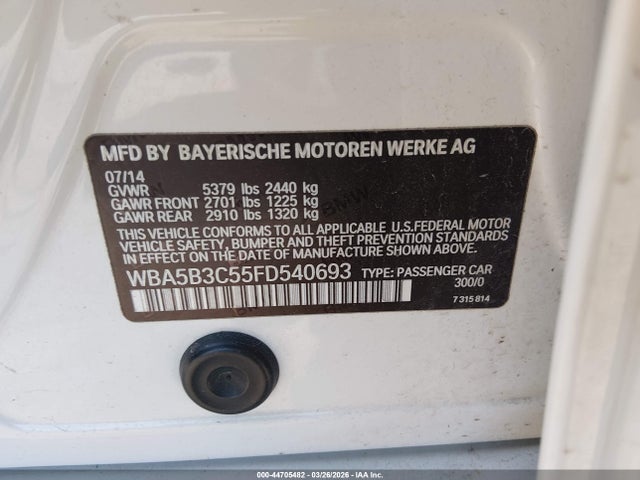 MFD BY BAYERISCHE MOTOREN WERKE AG
07/14
GVWR 5379 lbs 2440 kg
GAWR FRONT 2701 lbs 1225 kg
GAWR REAR 2910 lbs 1320 kg
THIS VEHICLE CONFORMS TO ALL APPLICABLE U.S.FEDERAL MOTOR
VEHICLE SAFETY, BUMPER AND THEFT PREVENTION STANDARDS
IN EFFECT ON THE DATE OF MANUFACTURE SHOWN ABOVE.
WBA5B3C55FD540693 TYPE: PASSENGER CAR
300/0
7 315 814
000-44705482 | 03/26/2026 | IAA Inc.